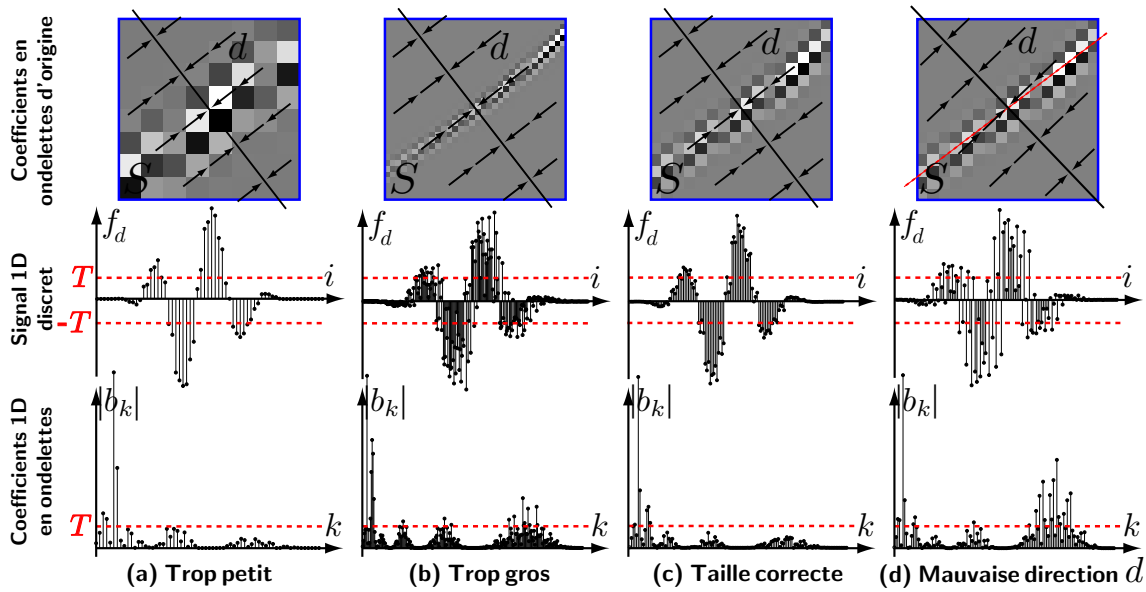 Coefficients en
ondelettes d'origine
d
S
d
S
d
S
d
S
Signal 1D
discret
T
-T
f_d
i
f_d
i
f_d
i
f_d
i
Coefficients 1D
en ondelettes
T
|b_k|
k
|b_k|
k
|b_k|
k
|b_k|
k
(a) Trop petit
(b) Trop gros
(c) Taille correcte
(d) Mauvaise direction d